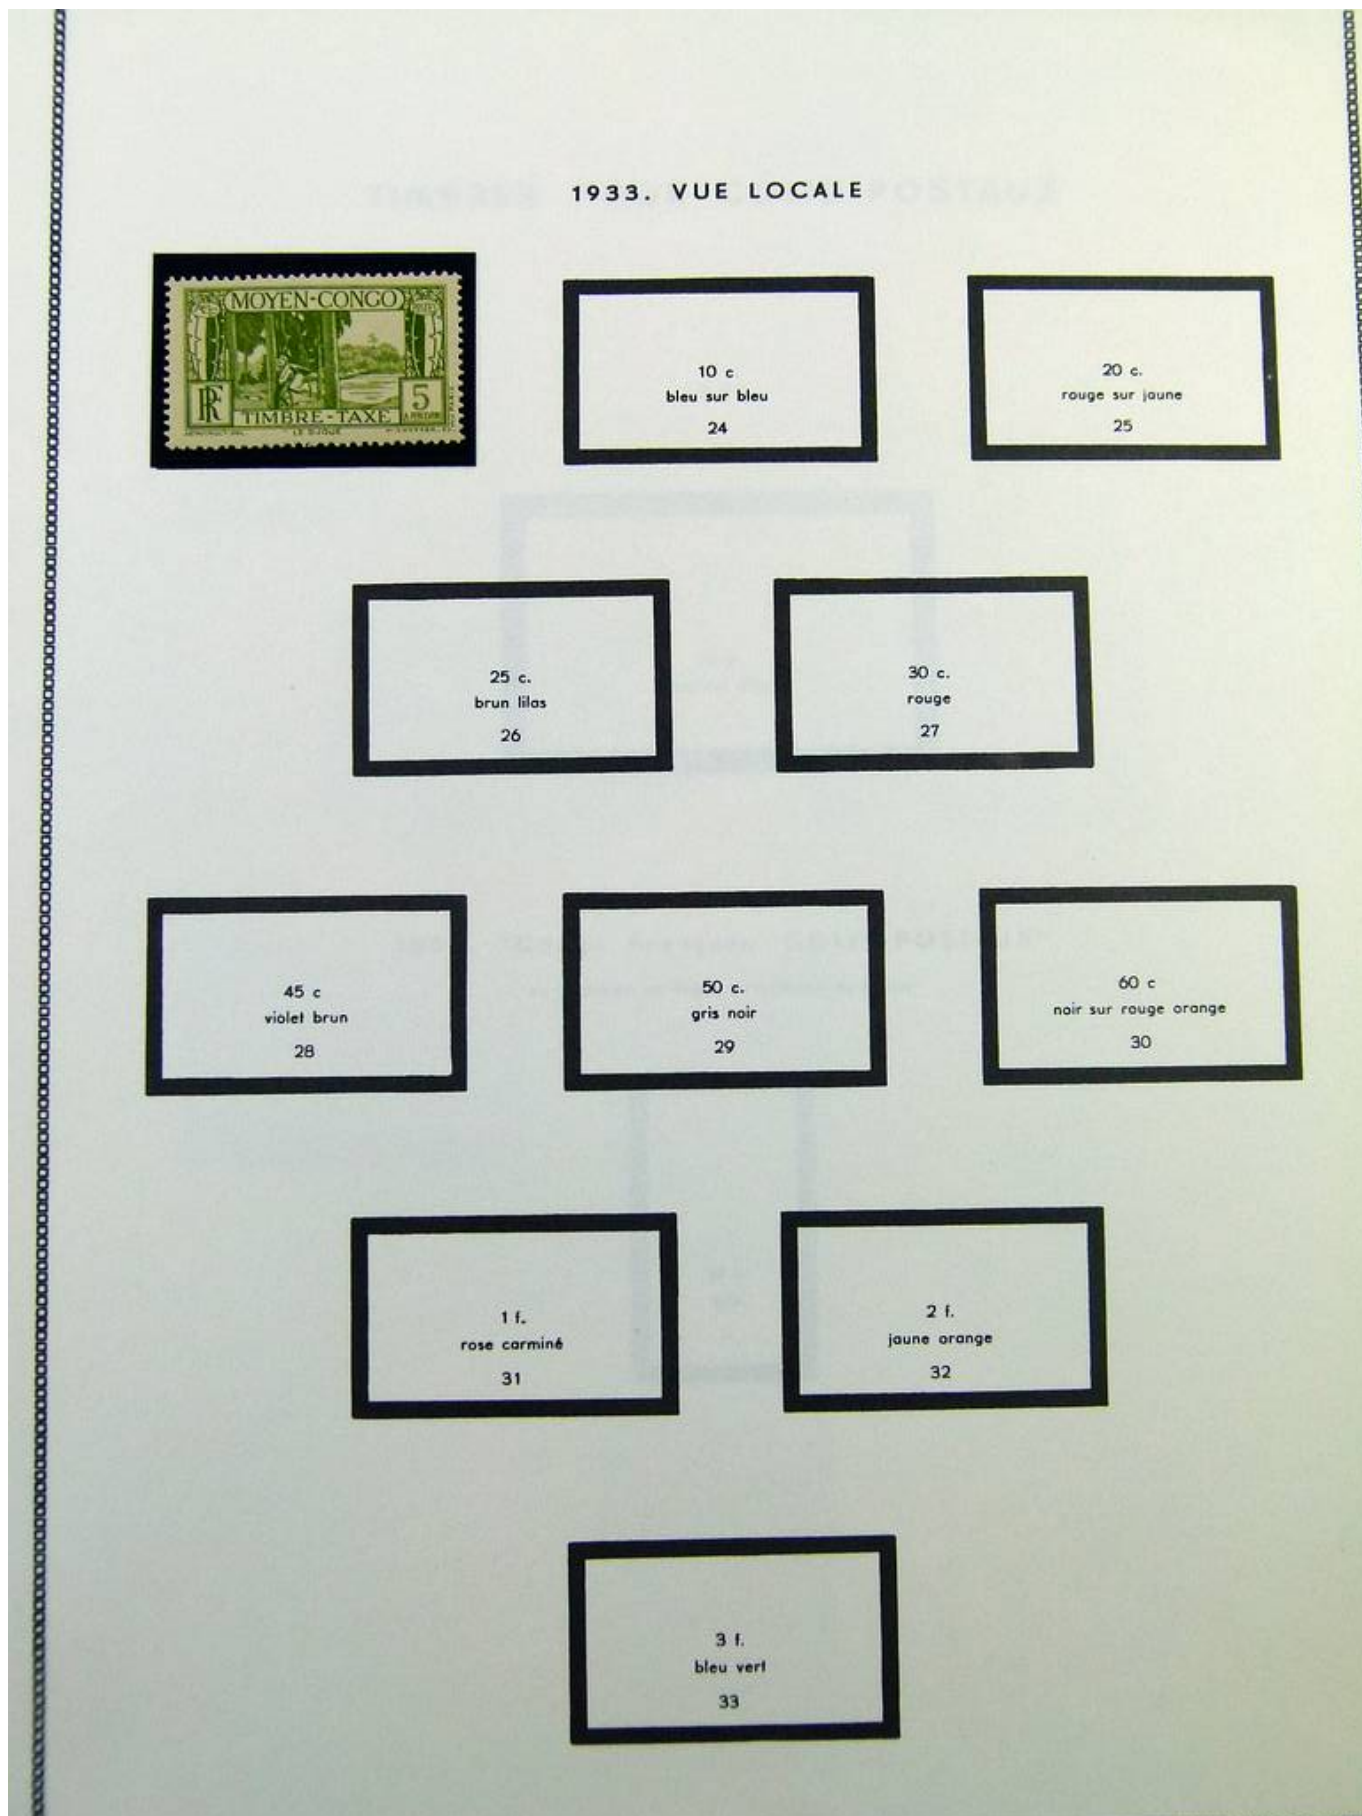 1933. VUE LOCALE
MOYEN-CONGO
RF
5
TIMBRE-TAXE
LE DJOUÉ
10 c
bleu sur bleu
24
20 c.
rouge sur jaune
25
25 c.
brun lilas
26
30 c.
rouge
27
45 c
violet brun
28
50 c.
gris noir
29
60 c
noir sur rouge orange
30
1 f.
rose carminé
31
2 f.
jaune orange
32
3 f.
bleu vert
33